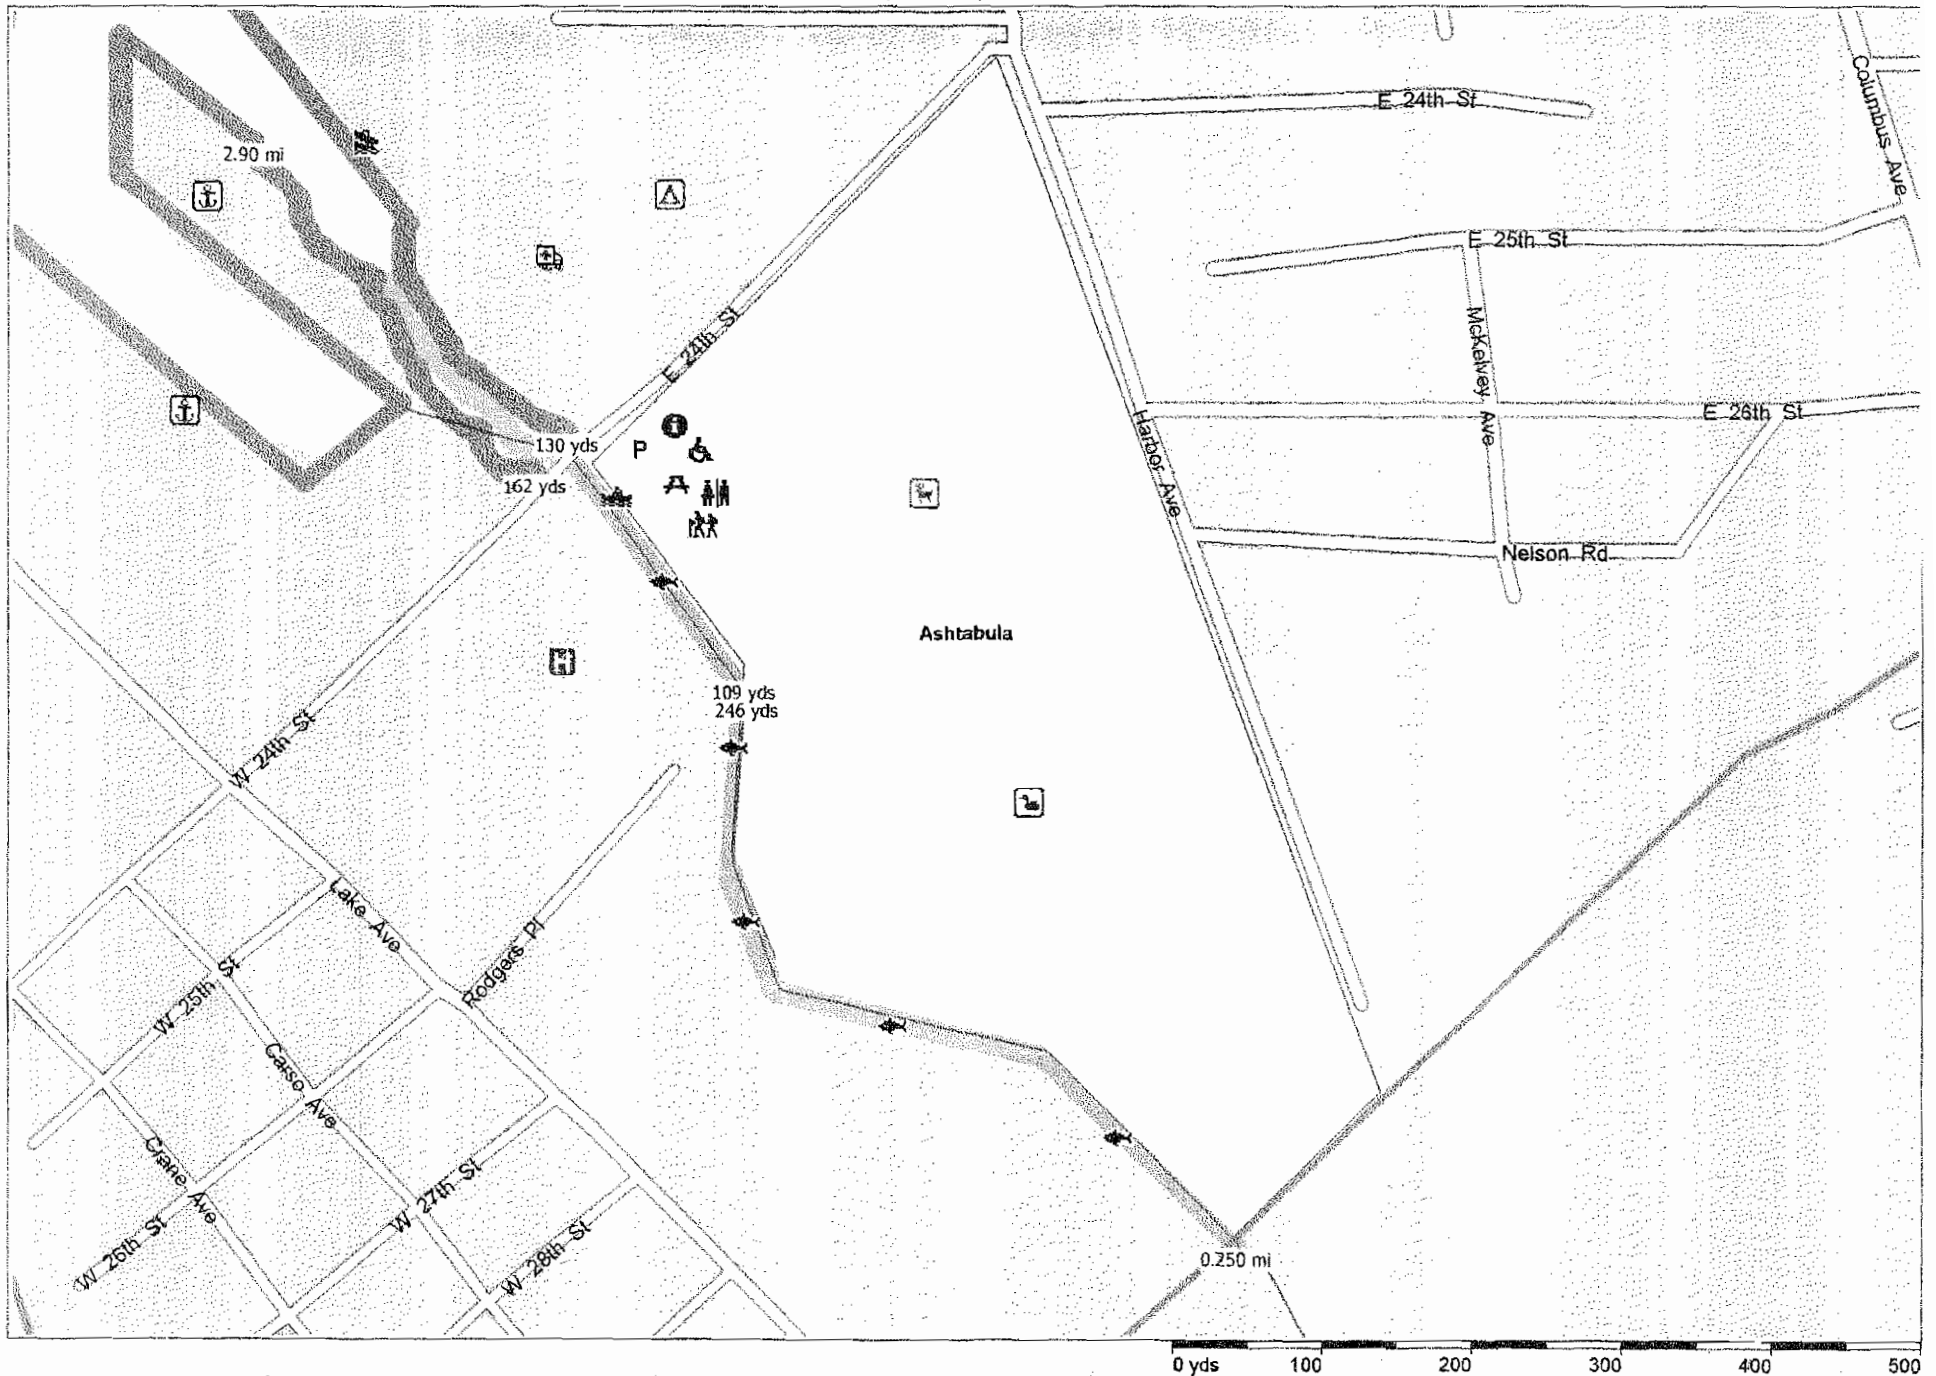 E 24th St
Columbus Ave
2.90 mi
E 25th St
E 24th St
McKelvey Ave
E 26th St
Harbor Ave
130 yds
P
162 yds
Nelson Rd
H
Ashtabula
109 yds
246 yds
W 24th St
Lake Ave
Rodgers Pl
W 25th St
Carso Ave
Crane Ave
W 27th St
W 26th St
W 28th St
0.250 mi
0 yds 100 200 300 400 500